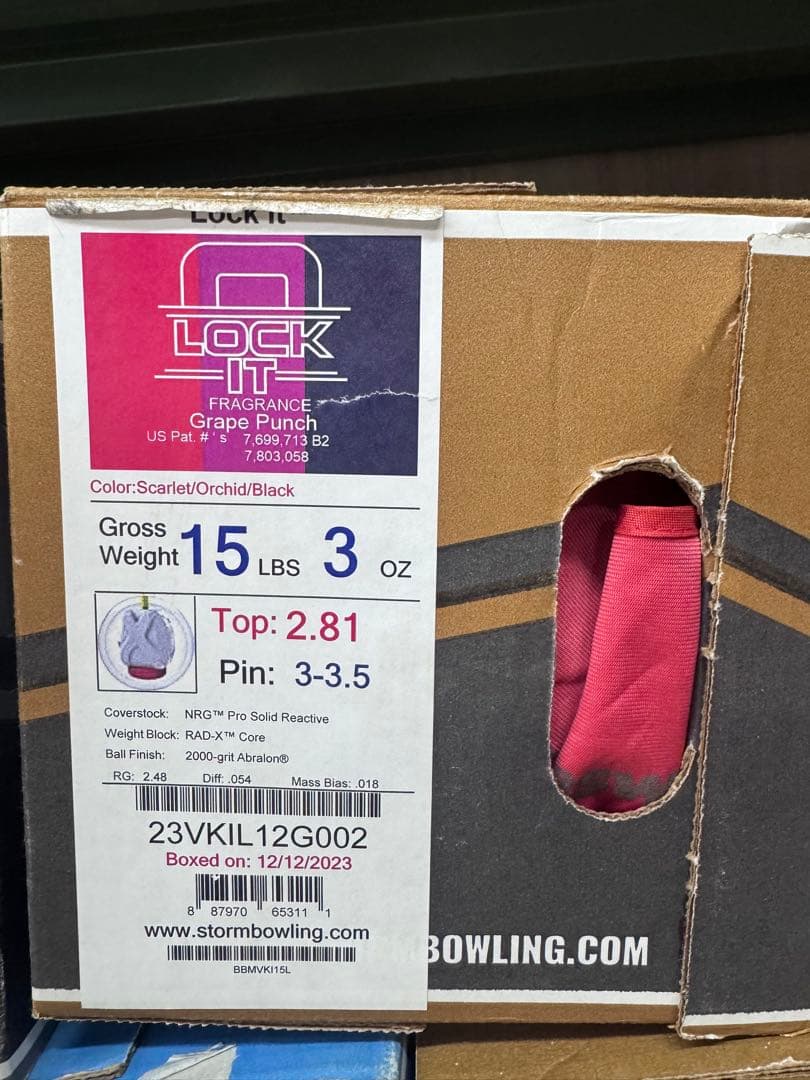 Lock It
LOCK
IT
FRAGRANCE
Grape Punch
US Pat. #'s 7,699,713 B2
7,803,058
Color:Scarlet/Orchid/Black
Gross
Weight 15 LBS 3 OZ
Top: 2.81
Pin: 3-3.5
Coverstock: NRG™ Pro Solid Reactive
Weight Block: RAD-X™ Core
Ball Finish: 2000-grit Abralon®
RG: 2.48 Diff: .054 Mass Bias: .018
23VKIL12G002
Boxed on: 12/12/2023
8 87970 65311 1
www.stormbowling.com
BBMVKI15L
MBOWLING.COM